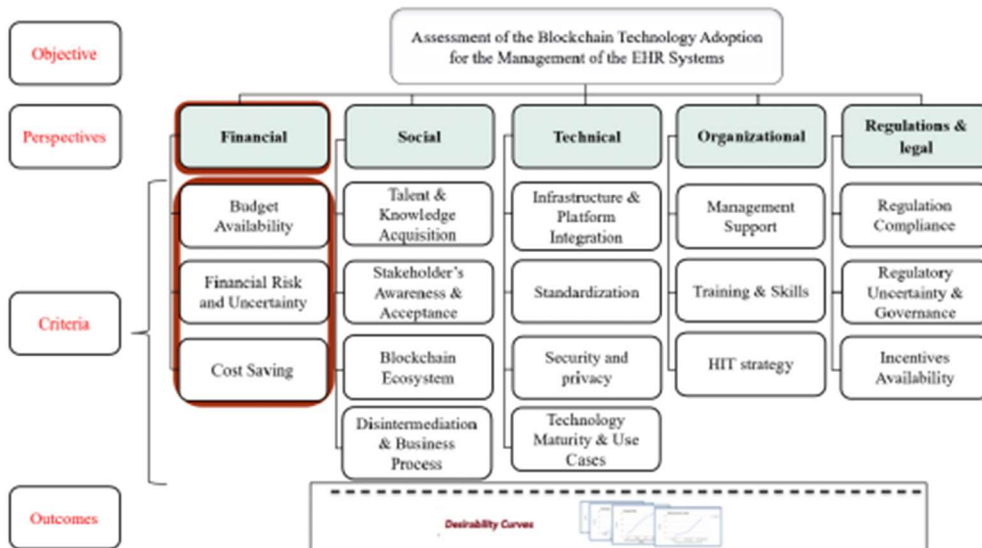 Objective
Assessment of the Blockchain Technology Adoption
for the Management of the EHR Systems
Perspectives
Financial
Social
Technical
Organizational
Regulations &
legal
Criteria
Budget
Availability
Financial Risk
and Uncertainty
Cost Saving
Talent &
Knowledge
Acquisition
Stakeholder's
Awareness &
Acceptance
Blockchain
Ecosystem
Disintermediation
& Business
Process
Infrastructure &
Platform
Integration
Standardization
Security and
privacy
Technology
Maturity & Use
Cases
Management
Support
Training & Skills
HIT strategy
Regulation
Compliance
Regulatory
Uncertainty &
Governance
Incentives
Availability
Outcomes
Desirability Curves